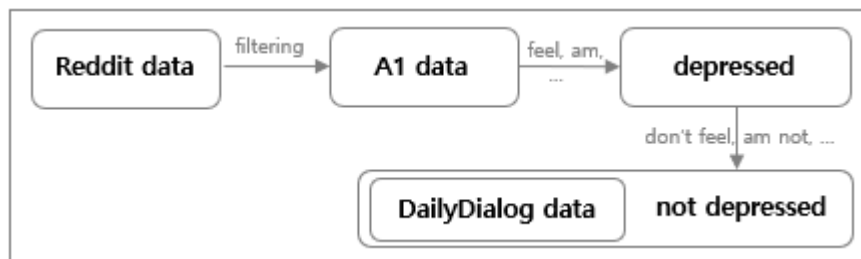 Reddit data
filtering
A1 data
feel, am,
...
depressed
don't feel, am not, ...
DailyDialog data
not depressed